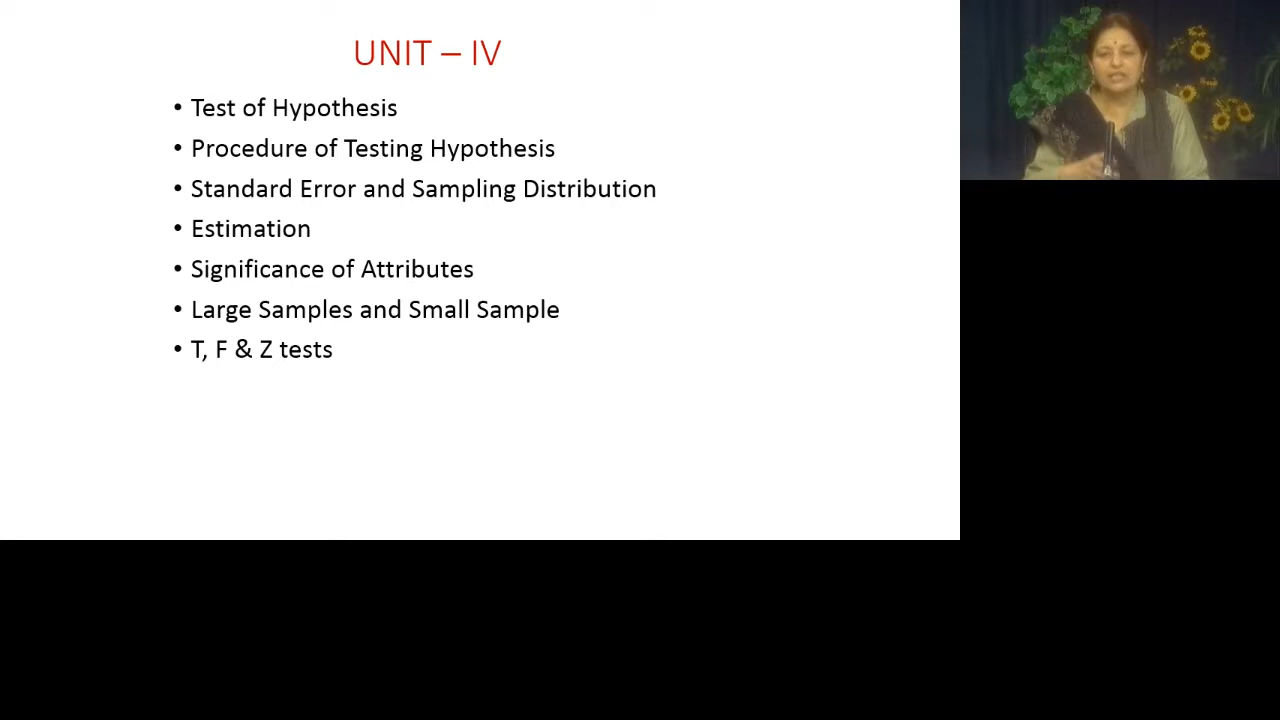 UNIT – IV
• Test of Hypothesis
• Procedure of Testing Hypothesis
• Standard Error and Sampling Distribution
• Estimation
• Significance of Attributes
• Large Samples and Small Sample
• T, F & Z tests